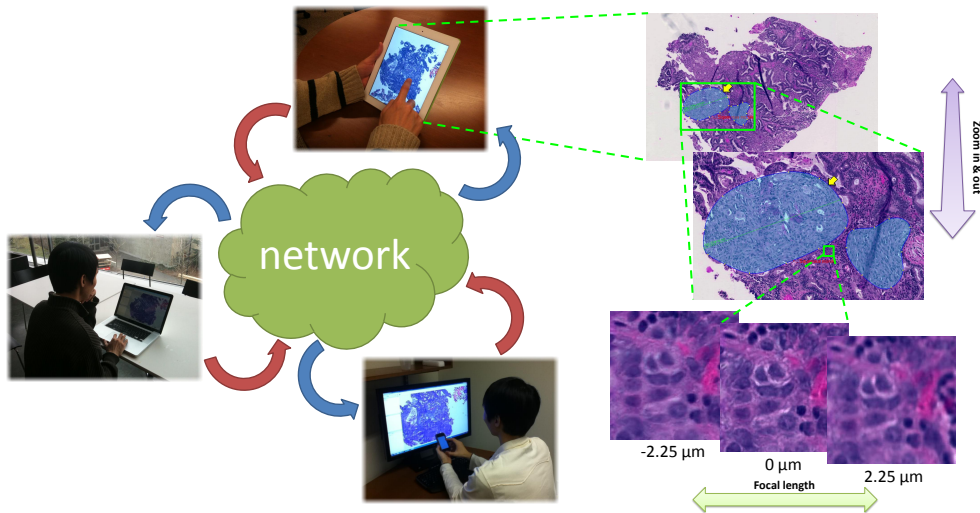 network
Zoom in & out
-2.25 µm
0 µm
2.25 µm
Focal length